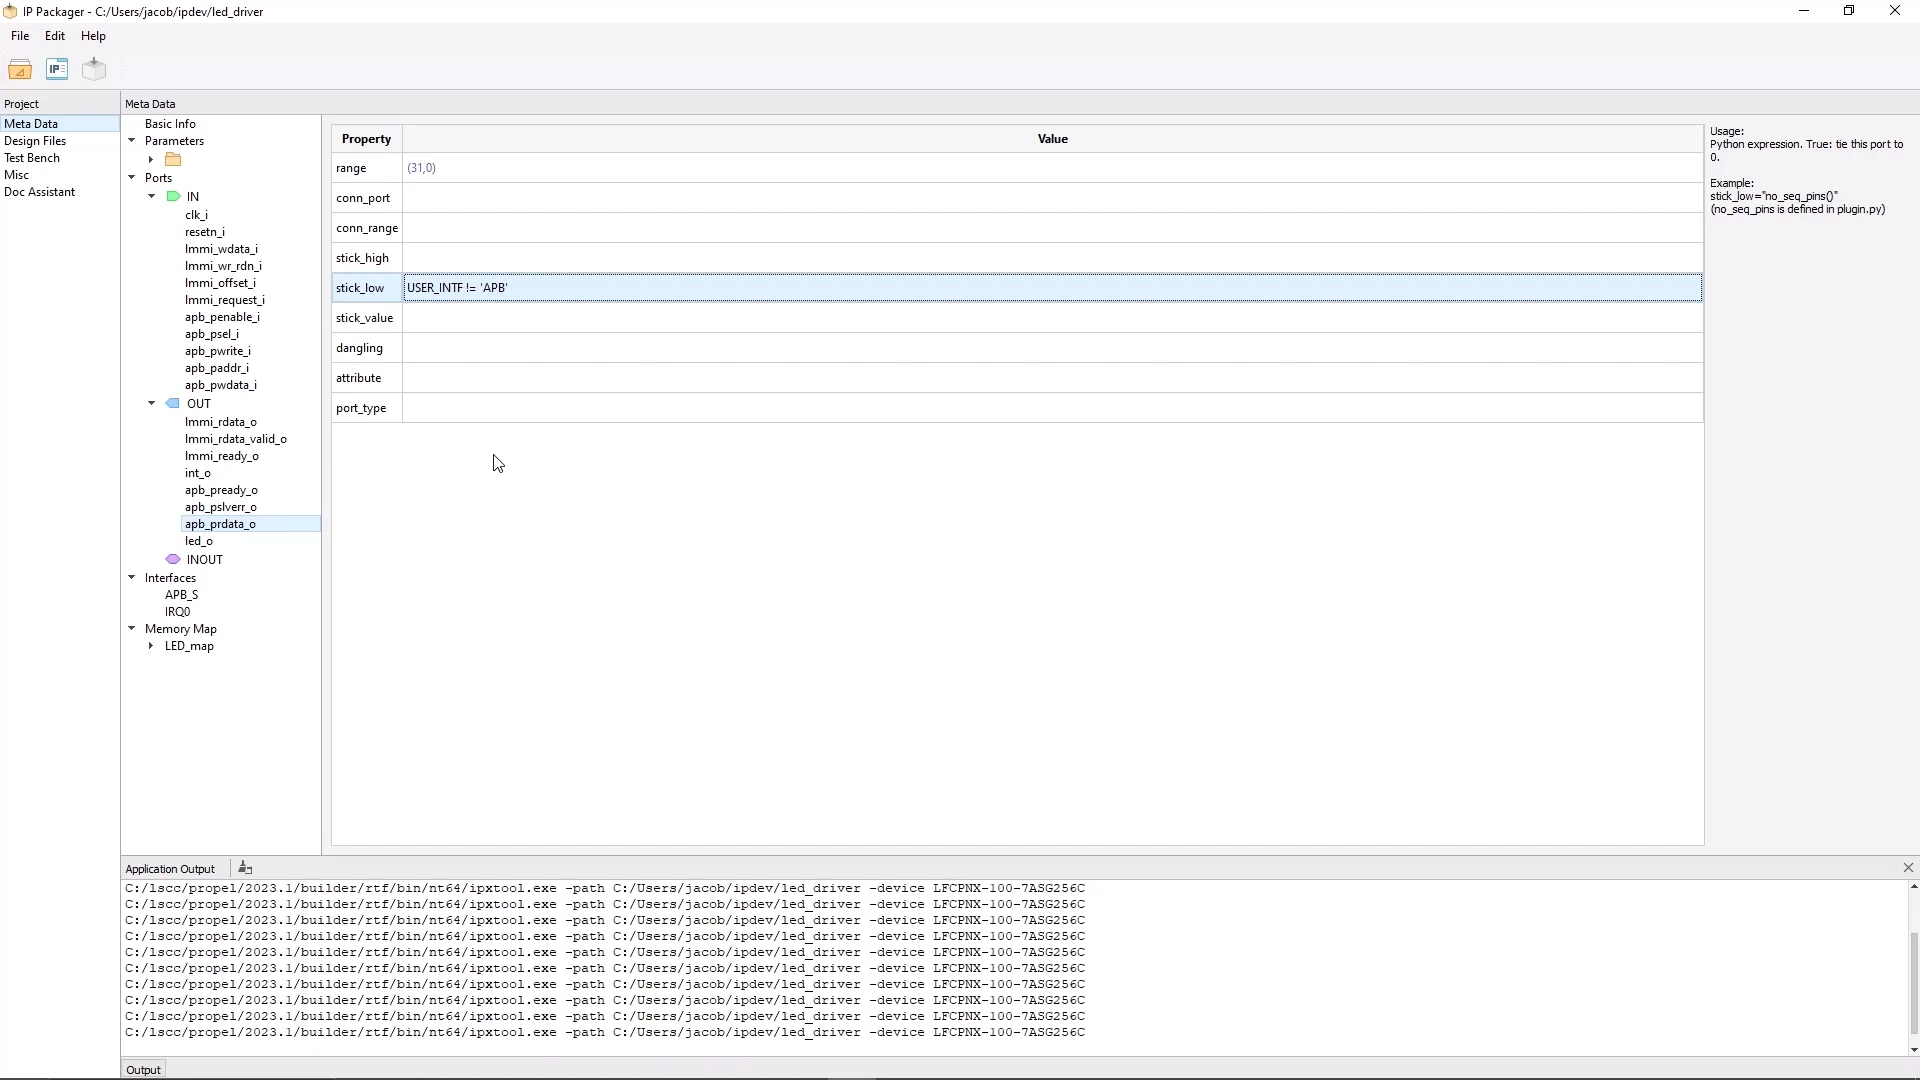 IP Packager - C:/Users/jacob/ipdev/led_driver
File Edit Help
IP
Project
Meta Data
Design Files
Test Bench
Misc
Doc Assistant
Meta Data
Basic Info
Parameters
Ports
IN
clk_i
resetn_i
lmmi_wdata_i
lmmi_wr_rdn_i
lmmi_offset_i
lmmi_request_i
apb_penable_i
apb_psel_i
apb_pwrite_i
apb_paddr_i
apb_pwdata_i
OUT
lmmi_rdata_o
lmmi_rdata_valid_o
lmmi_ready_o
int_o
apb_pready_o
apb_pslverr_o
apb_prdata_o
led_o
INOUT
Interfaces
APB_S
IRQ0
Memory Map
LED_map
Property Value
range (31,0)
conn_port
conn_range
stick_high
stick_low USER_INTF != 'APB'
stick_value
dangling
attribute
port_type
Usage:
Python expression. True: tie this port to
0.
Example:
stick_low="no_seq_pins()"
(no_seq_pins is defined in plugin.py)
Application Output
C:/lscc/propel/2023.1/builder/rtf/bin/nt64/ipxtool.exe -path C:/Users/jacob/ipdev/led_driver -device LFCPNX-100-7ASG256C
C:/lscc/propel/2023.1/builder/rtf/bin/nt64/ipxtool.exe -path C:/Users/jacob/ipdev/led_driver -device LFCPNX-100-7ASG256C
C:/lscc/propel/2023.1/builder/rtf/bin/nt64/ipxtool.exe -path C:/Users/jacob/ipdev/led_driver -device LFCPNX-100-7ASG256C
C:/lscc/propel/2023.1/builder/rtf/bin/nt64/ipxtool.exe -path C:/Users/jacob/ipdev/led_driver -device LFCPNX-100-7ASG256C
C:/lscc/propel/2023.1/builder/rtf/bin/nt64/ipxtool.exe -path C:/Users/jacob/ipdev/led_driver -device LFCPNX-100-7ASG256C
C:/lscc/propel/2023.1/builder/rtf/bin/nt64/ipxtool.exe -path C:/Users/jacob/ipdev/led_driver -device LFCPNX-100-7ASG256C
C:/lscc/propel/2023.1/builder/rtf/bin/nt64/ipxtool.exe -path C:/Users/jacob/ipdev/led_driver -device LFCPNX-100-7ASG256C
C:/lscc/propel/2023.1/builder/rtf/bin/nt64/ipxtool.exe -path C:/Users/jacob/ipdev/led_driver -device LFCPNX-100-7ASG256C
C:/lscc/propel/2023.1/builder/rtf/bin/nt64/ipxtool.exe -path C:/Users/jacob/ipdev/led_driver -device LFCPNX-100-7ASG256C
C:/lscc/propel/2023.1/builder/rtf/bin/nt64/ipxtool.exe -path C:/Users/jacob/ipdev/led_driver -device LFCPNX-100-7ASG256C
Output